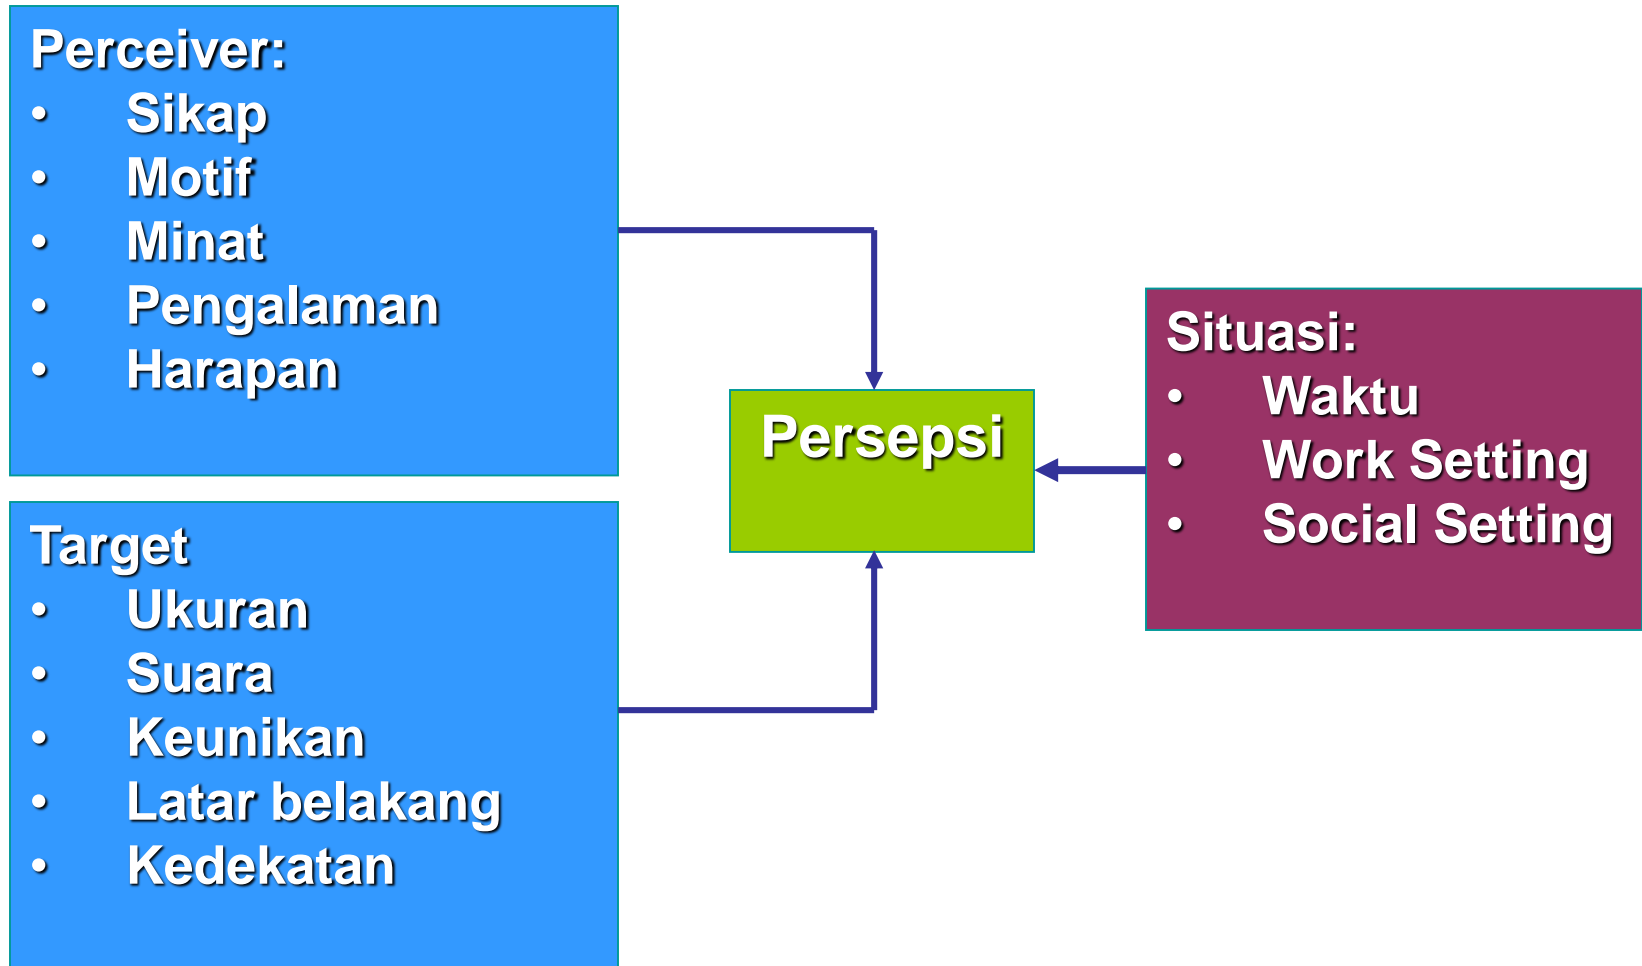 Perceiver:
• Sikap
• Motif
• Minat
• Pengalaman
• Harapan
Target
• Ukuran
• Suara
• Keunikan
• Latar belakang
• Kedekatan
Persepsi
Situasi:
• Waktu
• Work Setting
• Social Setting